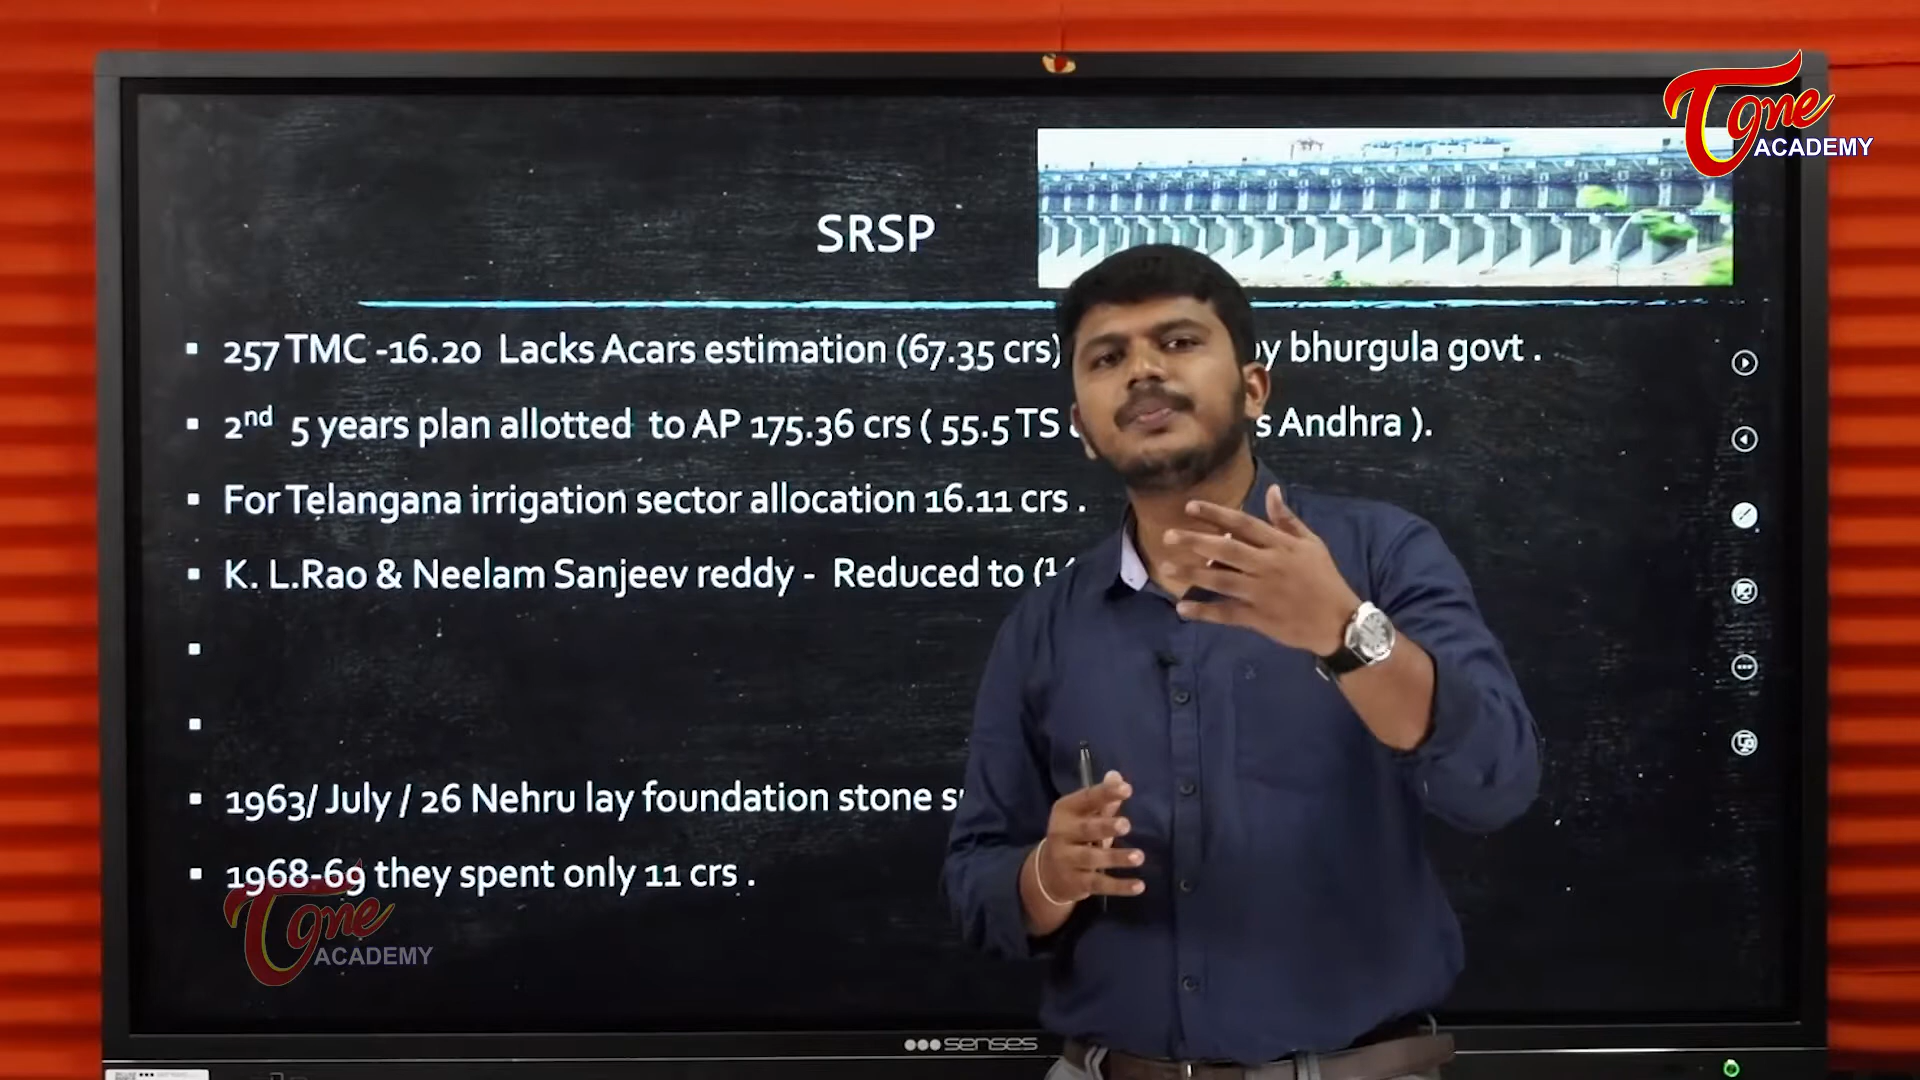 Tone
ACADEMY
SRSP
257 TMC -16.20 Lacks Acars estimation (67.35 crs) by bhurgula govt .
2nd 5 years plan allotted to AP 175.36 crs ( 55.5 TS Andhra ).
For Telangana irrigation sector allocation 16.11 crs .
K. L.Rao & Neelam Sanjeev reddy - Reduced to
1963/ July / 26 Nehru lay foundation stone
1968-69 they spent only 11 crs .
Tone
ACADEMY
senses